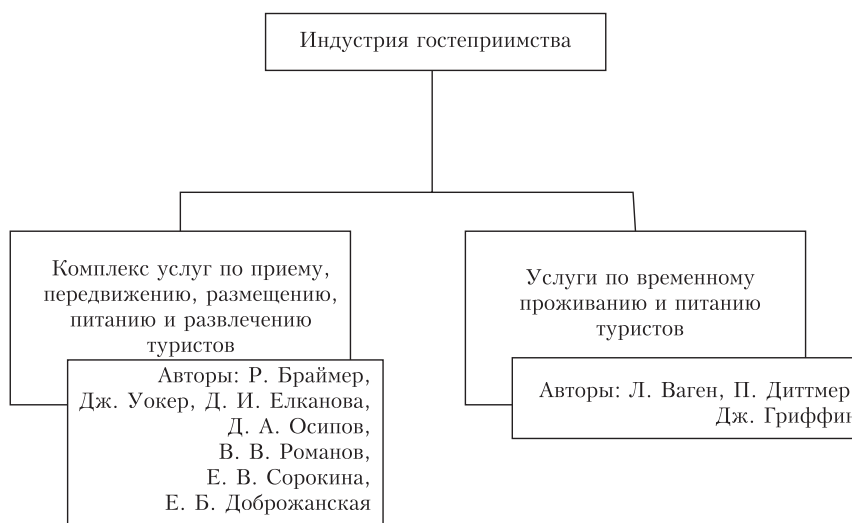 Индустрия гостеприимства
Комплекс услуг по приему,
передвижению, размещению,
питанию и развлечению
туристов
Авторы: Р. Браймер,
Дж. Уокер, Д. И. Елканова,
Д. А. Осипов,
В. В. Романов,
Е. В. Сорокина,
Е. Б. Доброжанская
Услуги по временному
проживанию и питанию
туристов
Авторы: Л. Ваген, П. Диттмер
Дж. Гриффин